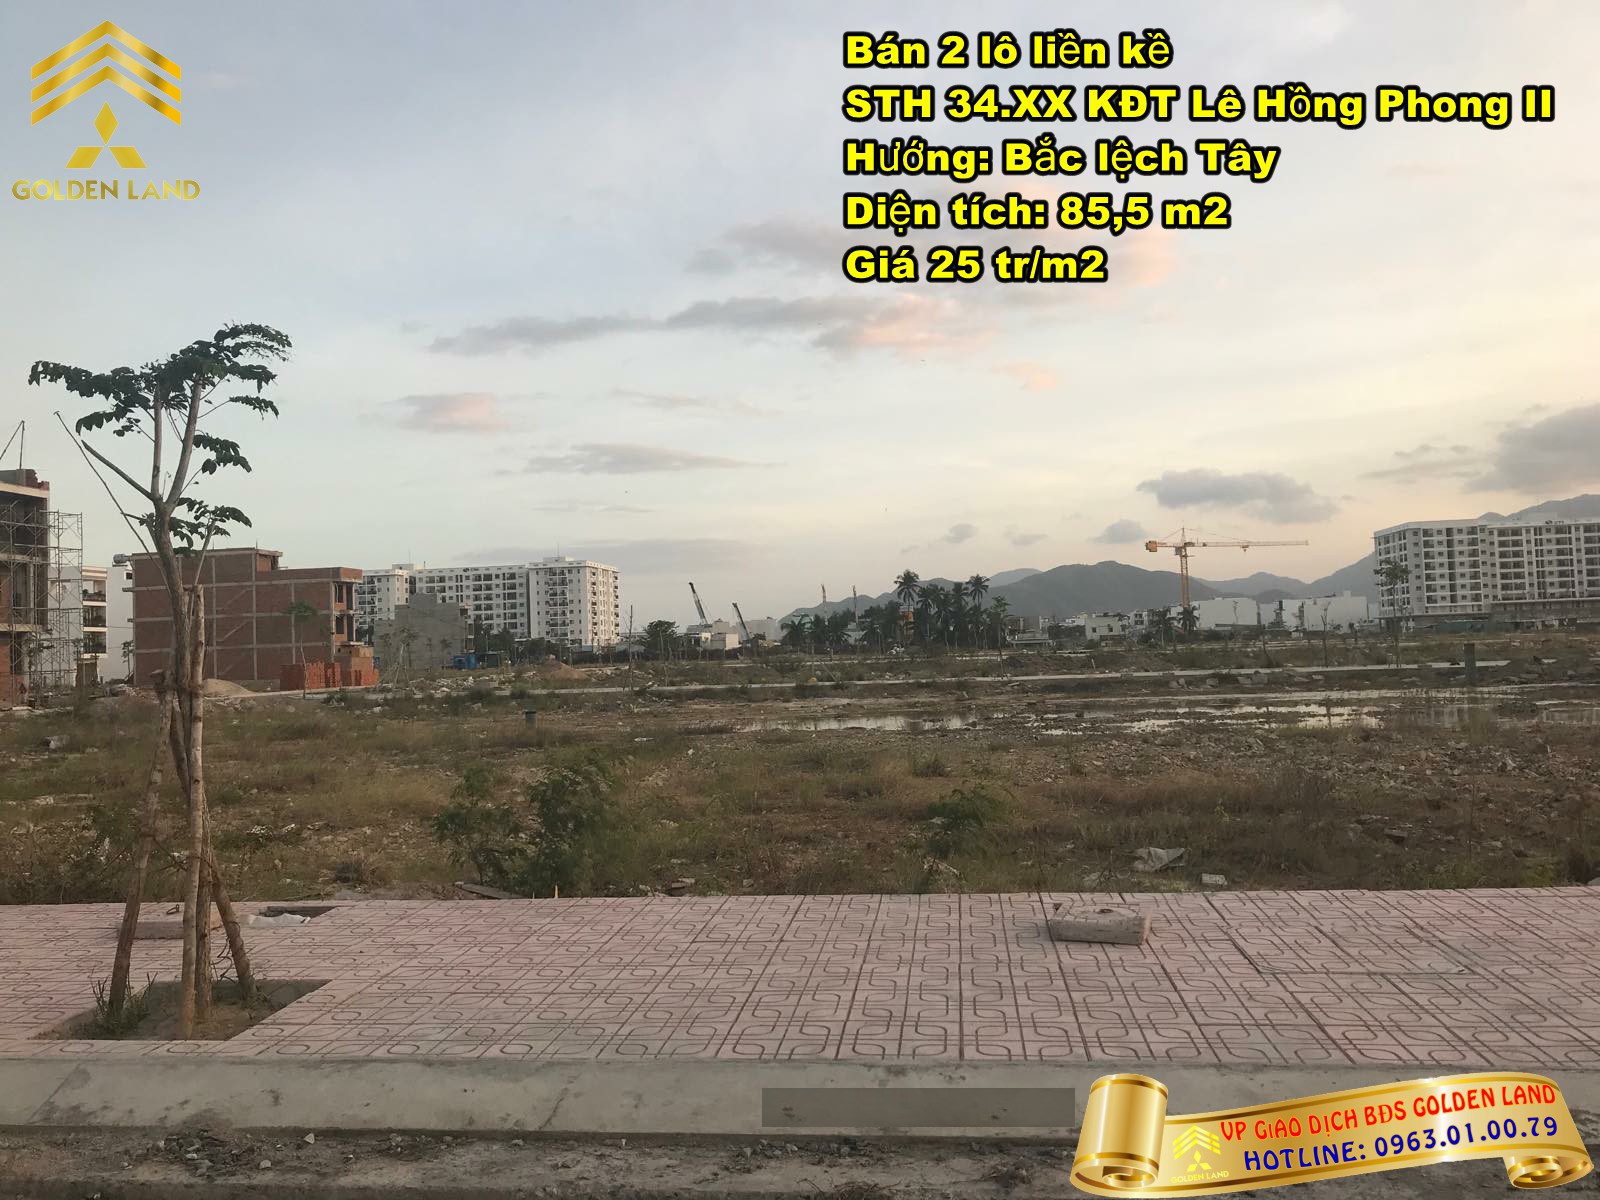 GOLDEN LAND
Bán 2 lô liền kề
STH 34.XX KĐT Lê Hồng Phong II
Hướng: Bắc lệch Tây
Diện tích: 85,5 m2
Giá 25 tr/m2
VP GIAO DỊCH BĐS GOLDEN LAND
HOTLINE: 0963.01.00.79
GOLDEN LAND